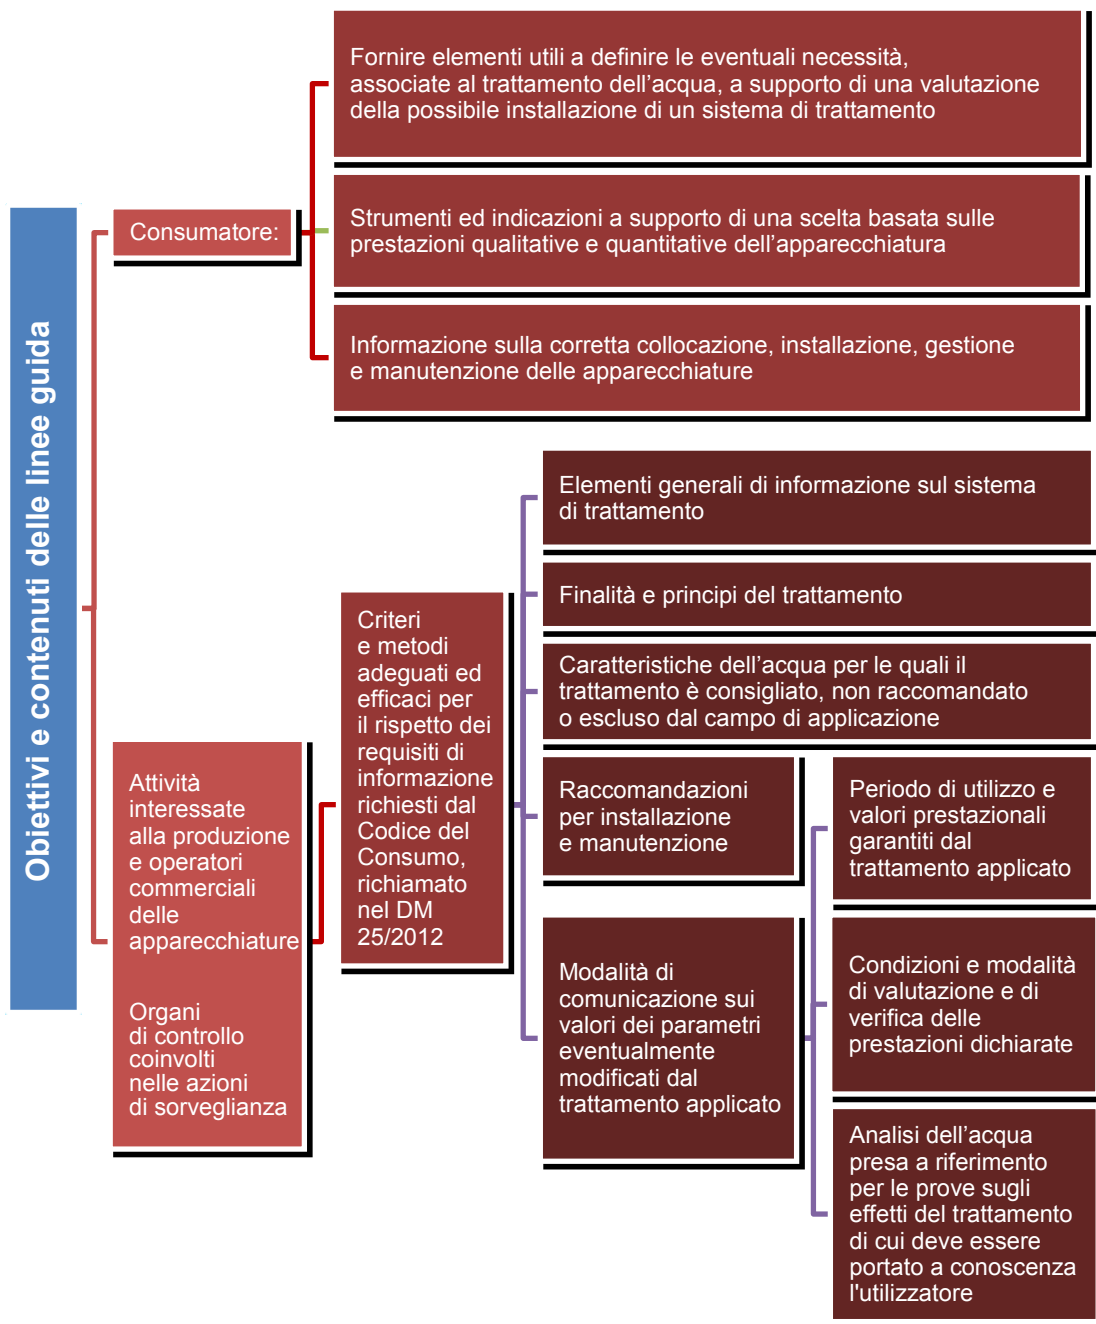 Obiettivi e contenuti delle linee guida
Consumatore:
Fornire elementi utili a definire le eventuali necessità,
associate al trattamento dell’acqua, a supporto di una valutazione
della possibile installazione di un sistema di trattamento
Strumenti ed indicazioni a supporto di una scelta basata sulle
prestazioni qualitative e quantitative dell’apparecchiatura
Informazione sulla corretta collocazione, installazione, gestione
e manutenzione delle apparecchiature
Attività
interessate
alla produzione
e operatori
commerciali
delle
apparecchiature
Organi
di controllo
coinvolti
nelle azioni
di sorveglianza
Criteri
e metodi
adeguati ed
efficaci per
il rispetto dei
requisiti di
informazione
richiesti dal
Codice del
Consumo,
richiamato
nel DM
25/2012
Elementi generali di informazione sul sistema
di trattamento
Finalità e principi del trattamento
Caratteristiche dell’acqua per le quali il
trattamento è consigliato, non raccomandato
o escluso dal campo di applicazione
Raccomandazioni
per installazione
e manutenzione
Modalità di
comunicazione sui
valori dei parametri
eventualmente
modificati dal
trattamento applicato
Periodo di utilizzo e
valori prestazionali
garantiti dal
trattamento applicato
Condizioni e modalità
di valutazione e di
verifica delle
prestazioni dichiarate
Analisi dell’acqua
presa a riferimento
per le prove sugli
effetti del trattamento
di cui deve essere
portato a conoscenza
l'utilizzatore